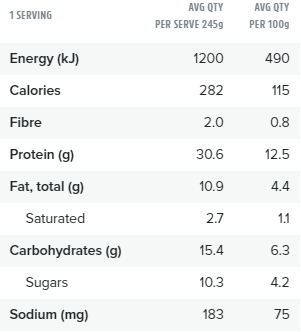 1 SERVING AVG QTY PER SERVE 245g AVG QTY PER 100g
Energy (kJ) 1200 490
Calories 282 115
Fibre 2.0 0.8
Protein (g) 30.6 12.5
Fat, total (g) 10.9 4.4
Saturated 2.7 1.1
Carbohydrates (g) 15.4 6.3
Sugars 10.3 4.2
Sodium (mg) 183 75